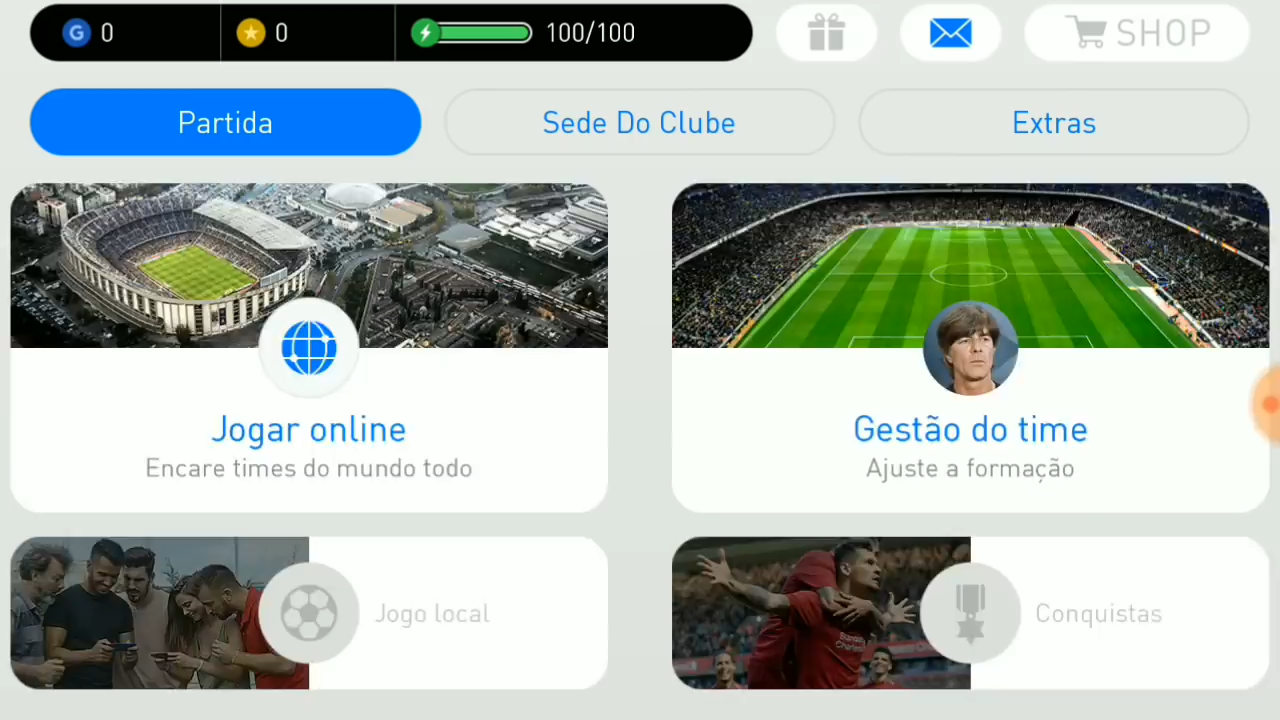 G 0
0
100/100
SHOP
Partida
Sede Do Clube
Extras
Jogar online
Encare times do mundo todo
Gestão do time
Ajuste a formação
Jogo local
Conquistas